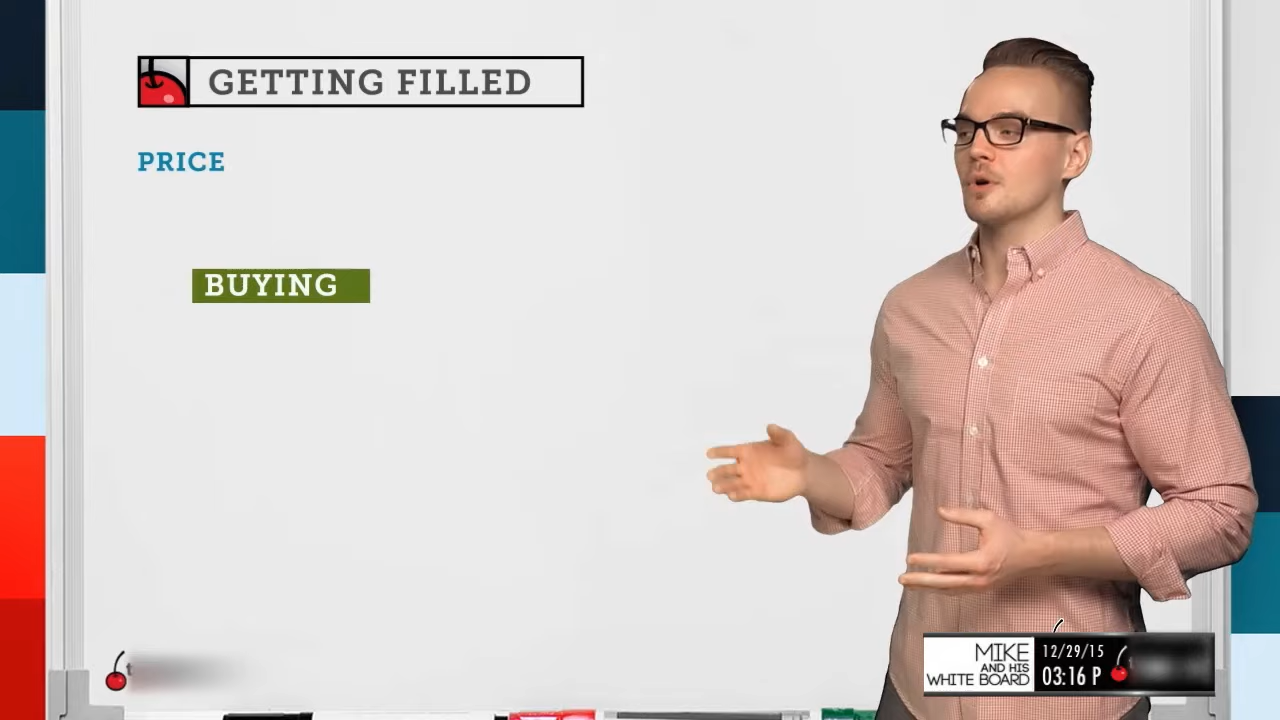 GETTING FILLED
PRICE
BUYING
MIKE
AND HIS
WHITE BOARD
12/29/15
03:16 P